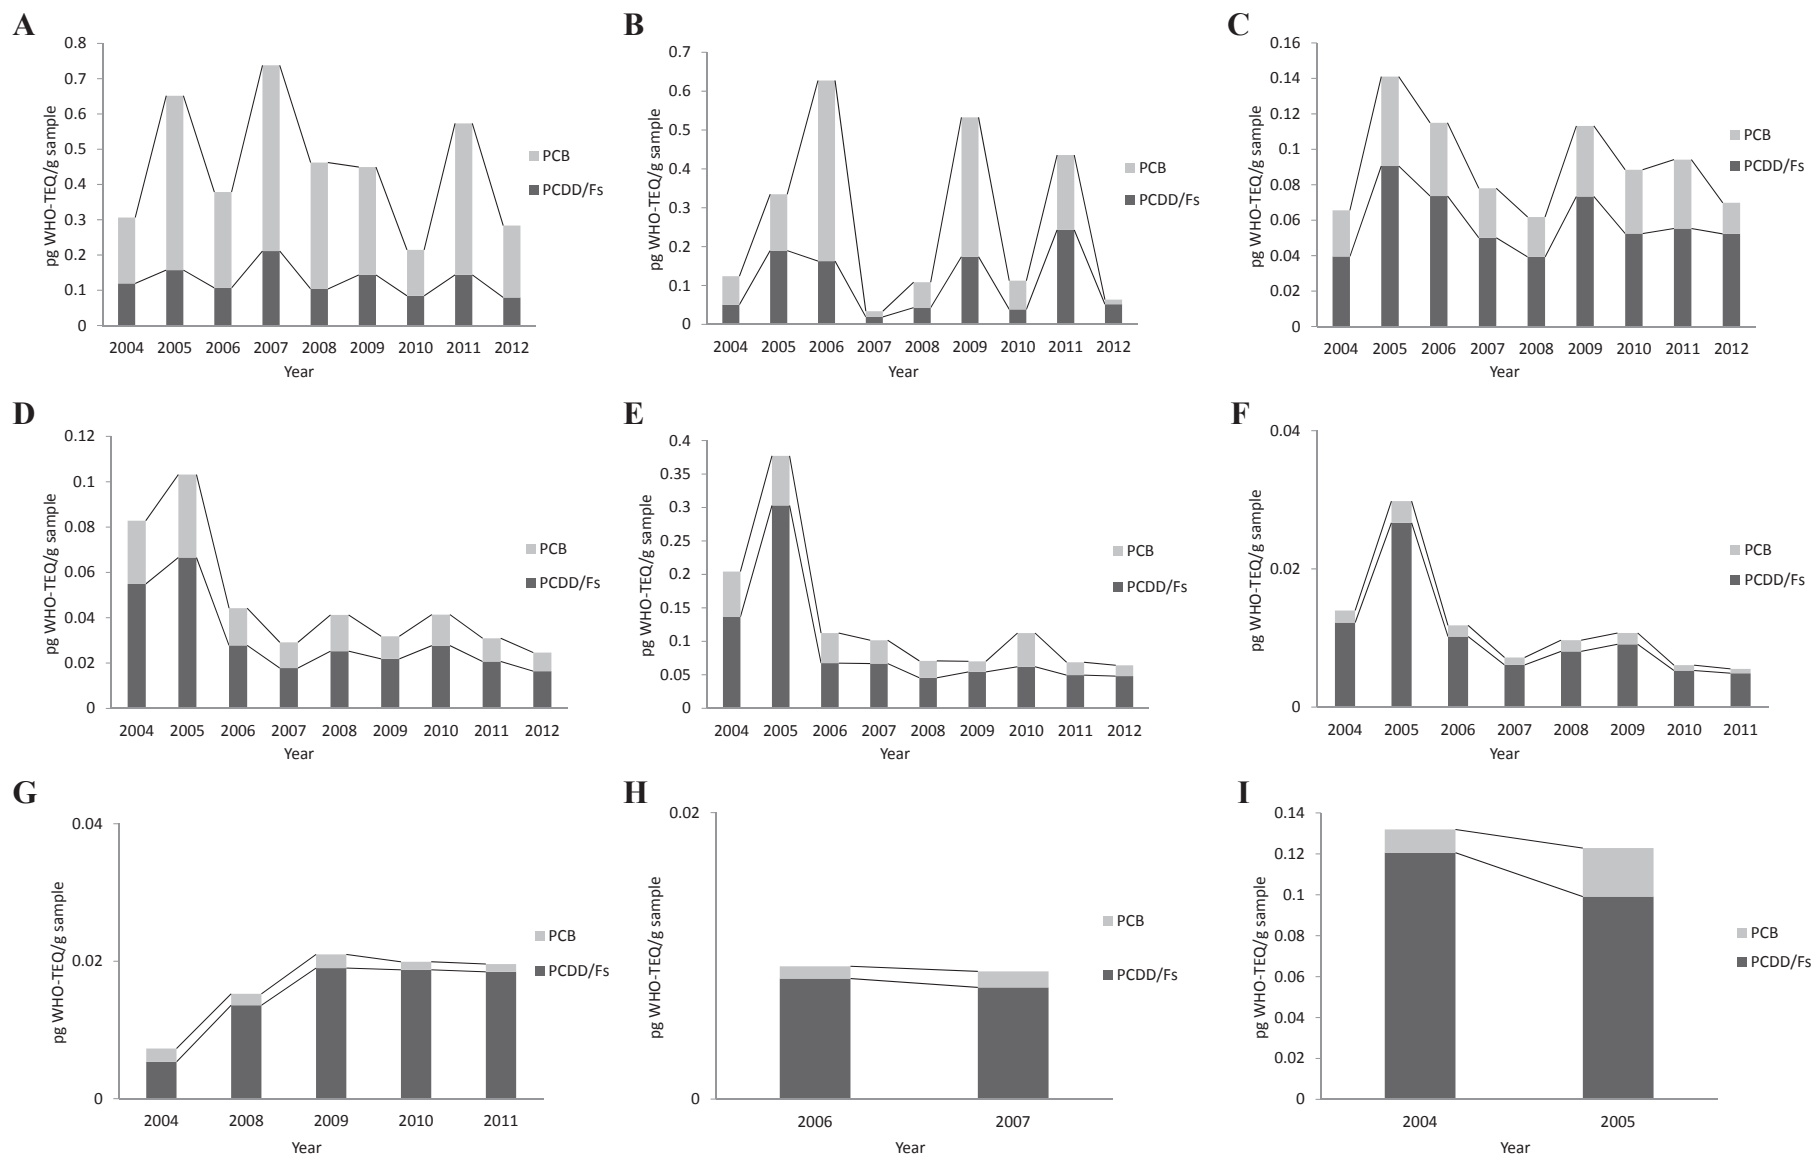 A
pg WHO-TEQ/g sample
0.8
0.7
0.6
0.5
0.4
0.3
0.2
0.1
0
2004 2005 2006 2007 2008 2009 2010 2011 2012
Year
PCB
PCDD/Fs
B
pg WHO-TEQ/g sample
0.7
0.6
0.5
0.4
0.3
0.2
0.1
0
2004 2005 2006 2007 2008 2009 2010 2011 2012
Year
PCB
PCDD/Fs
C
pg WHO-TEQ/g sample
0.16
0.14
0.12
0.1
0.08
0.06
0.04
0.02
0
2004 2005 2006 2007 2008 2009 2010 2011 2012
Year
PCB
PCDD/Fs
D
pg WHO-TEQ/g sample
0.12
0.1
0.08
0.06
0.04
0.02
0
2004 2005 2006 2007 2008 2009 2010 2011 2012
Year
PCB
PCDD/Fs
E
pg WHO-TEQ/g sample
0.4
0.35
0.3
0.25
0.2
0.15
0.1
0.05
0
2004 2005 2006 2007 2008 2009 2010 2011 2012
Year
PCB
PCDD/Fs
F
pg WHO-TEQ/g sample
0.04
0.02
0
2004 2005 2006 2007 2008 2009 2010 2011
Year
PCB
PCDD/Fs
G
pg WHO-TEQ/g sample
0.04
0.02
0
2004 2008 2009 2010 2011
Year
PCB
PCDD/Fs
H
pg WHO-TEQ/g sample
0.02
0
2006 2007
Year
PCB
PCDD/Fs
I
pg WHO-TEQ/g sample
0.14
0.12
0.1
0.08
0.06
0.04
0.02
0
2004 2005
Year
PCB
PCDD/Fs